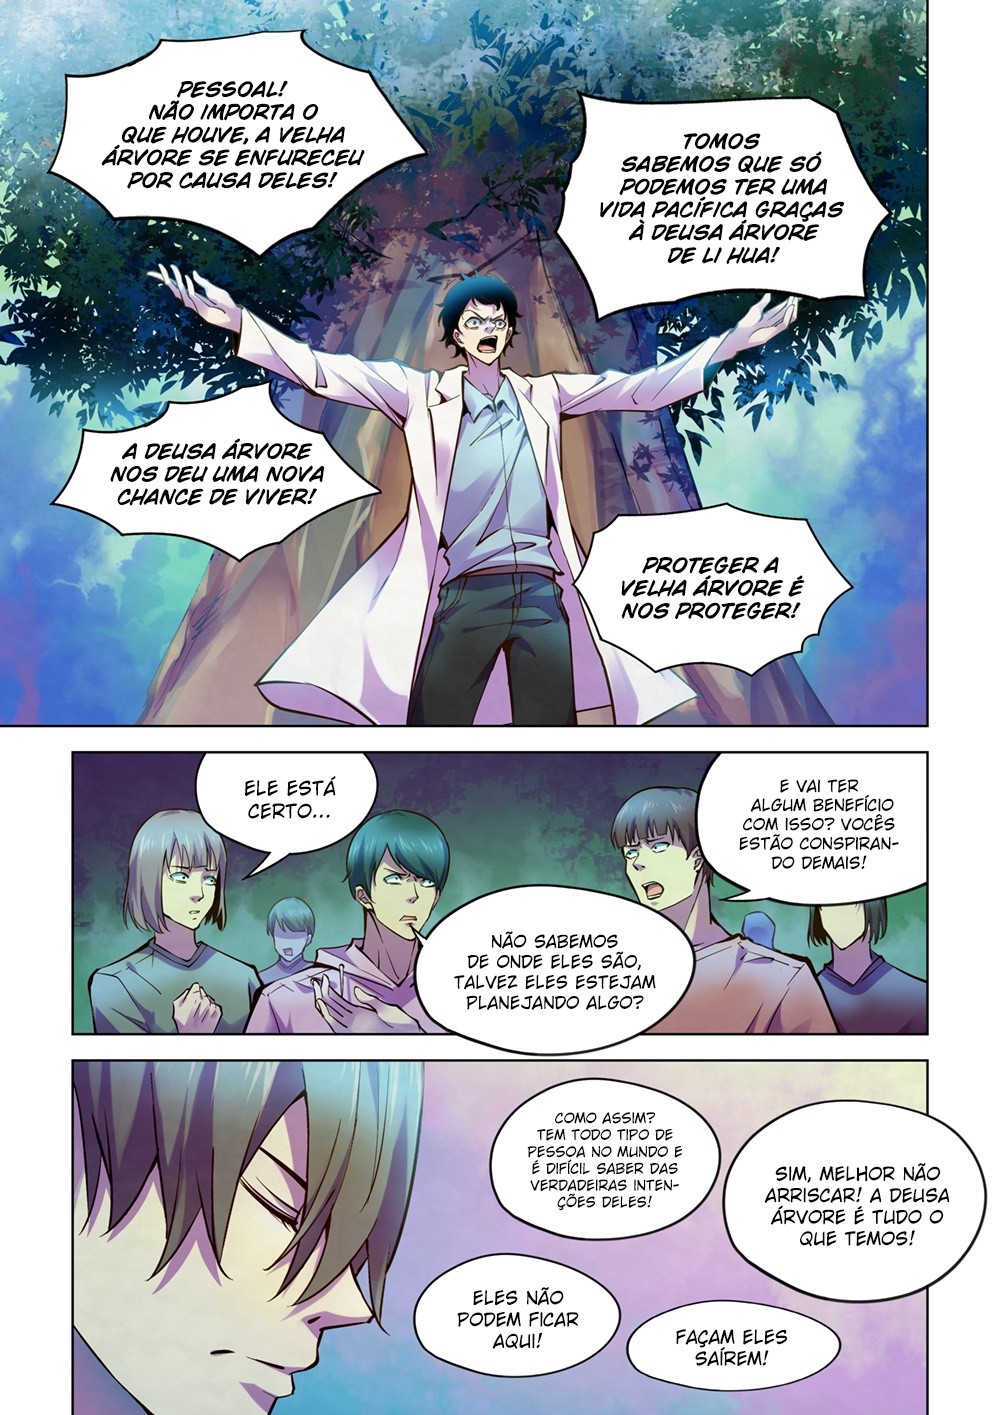 PESSOAL!
NÃO IMPORTA O
QUE HOUVE, A VELHA
ÁRVORE SE ENFURECEU
POR CAUSA DELES!
TOMOS
SABEMOS QUE SÓ
PODEMOS TER UMA
VIDA PACÍFICA GRAÇAS
À DEUSA ÁRVORE
DE LI HUA!
A DEUSA ÁRVORE
NOS DEU UMA NOVA
CHANCE DE VIVER!
PROTEGER A
VELHA ÁRVORE É
NOS PROTEGER!
ELE ESTÁ
CERTO...
E VAI TER
ALGUM BENEFÍCIO
COM ISSO? VOCÊS
ESTÃO CONSPIRAN-
DO DEMAIS!
NÃO SABEMOS
DE ONDE ELES SÃO,
TALVEZ ELES ESTEJAM
PLANEJANDO ALGO?
COMO ASSIM?
TEM TODO TIPO DE
PESSOA NO MUNDO E
É DIFÍCIL SABER DAS
VERDADEIRAS INTEN-
ÇÕES DELES!
SIM, MELHOR NÃO
ARRISCAR! A DEUSA
ÁRVORE É TUDO O
QUE TEMOS!
ELES NÃO
PODEM FICAR
AQUI!
FAÇAM ELES
SAÍREM!